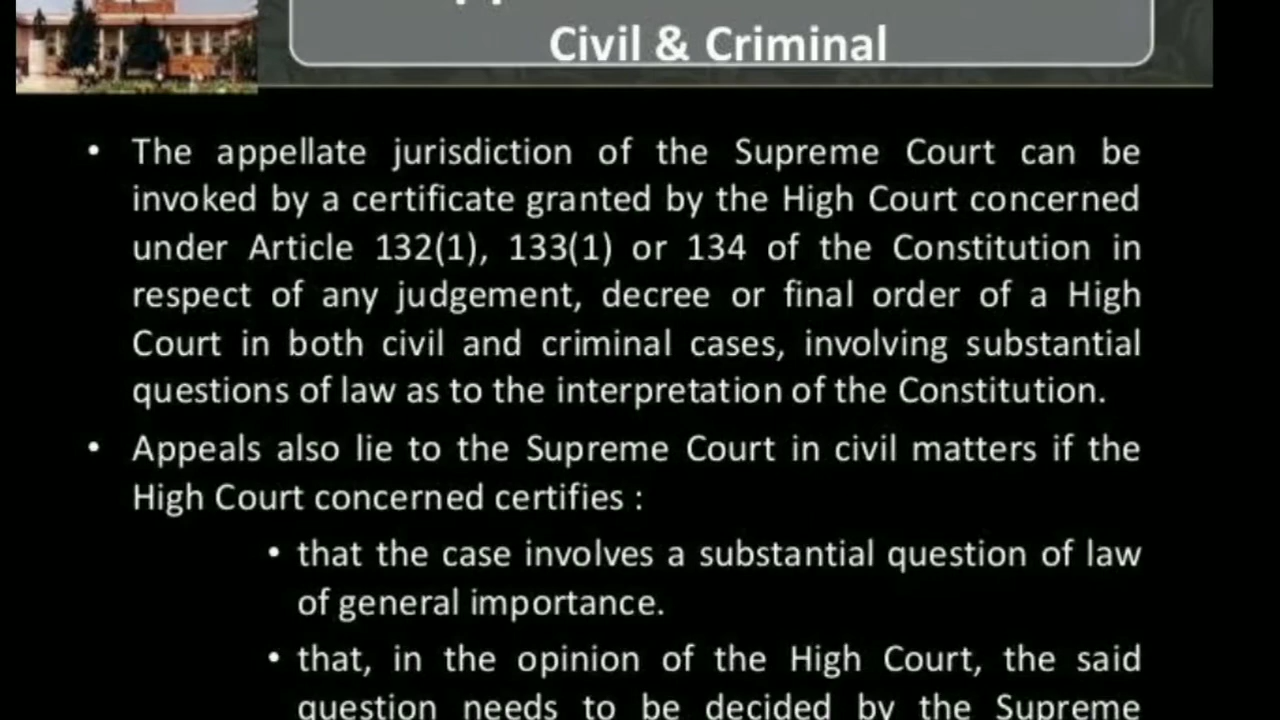 Civil & Criminal
• The appellate jurisdiction of the Supreme Court can be
invoked by a certificate granted by the High Court concerned
under Article 132(1), 133(1) or 134 of the Constitution in
respect of any judgement, decree or final order of a High
Court in both civil and criminal cases, involving substantial
questions of law as to the interpretation of the Constitution.
• Appeals also lie to the Supreme Court in civil matters if the
High Court concerned certifies :
• that the case involves a substantial question of law
of general importance.
• that, in the opinion of the High Court, the said
question needs to be decided by the Supreme